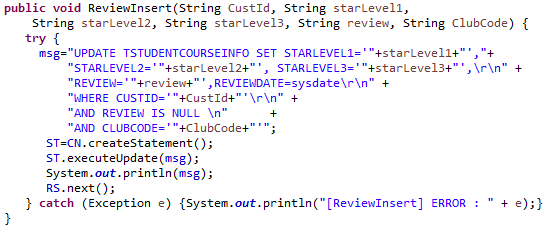 public void ReviewInsert(String CustId, String starLevel1,
String starLevel2, String starLevel3, String review, String ClubCode) {
try {
msg="UPDATE TSTUDENTCOURSEINFO SET STARLEVEL1='"+starLevel1+"',"+
"STARLEVEL2='"+starLevel2+"', STARLEVEL3='"+starLevel3+"',\r\n" +
"REVIEW='"+review+"',REVIEWDATE=sysdate\r\n" +
"WHERE CUSTID='"+CustId+"'\r\n" +
"AND REVIEW IS NULL \n" +
"AND CLUBCODE='"+ClubCode+"'";
ST=CN.createStatement();
ST.executeUpdate(msg);
System.out.println(msg);
RS.next();
} catch (Exception e) {System.out.println("[ReviewInsert] ERROR : " + e);}
}